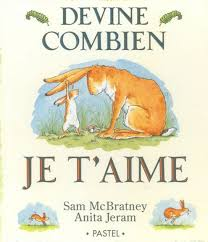 DEVINE
COMBIEN
JE T'AIME
Sam McBratney
Anita Jeram
• PASTEL •